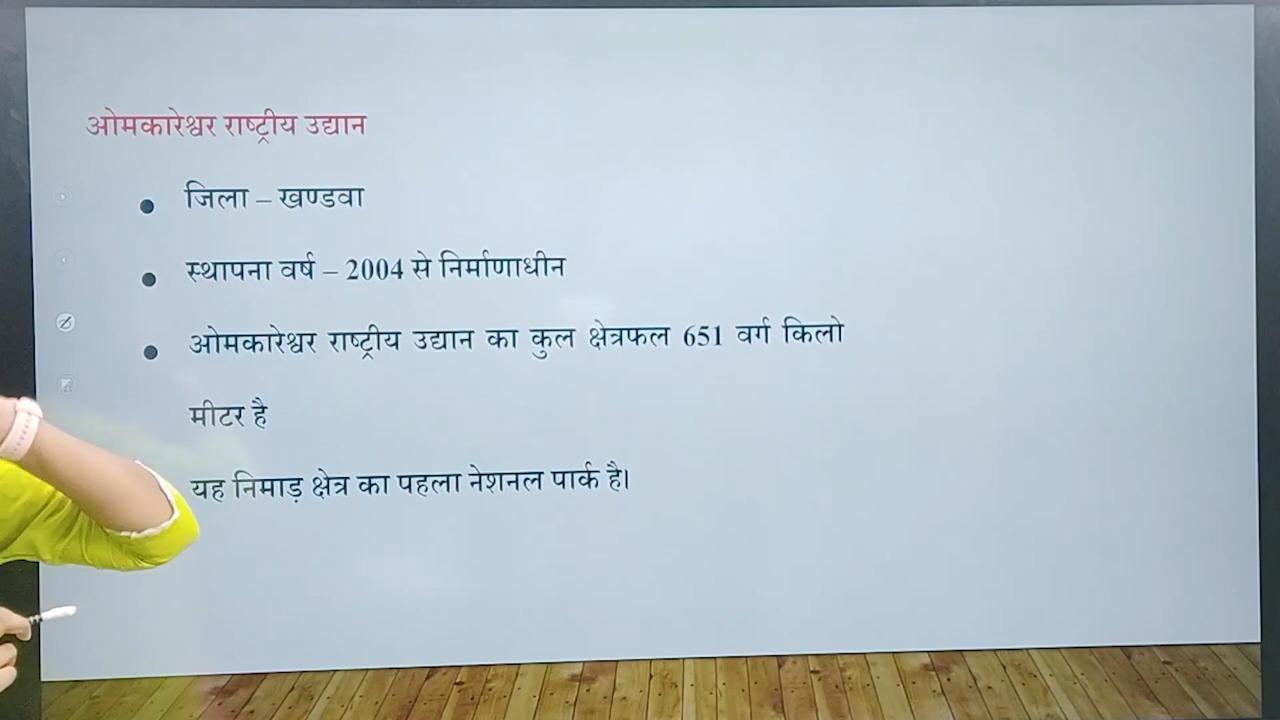 ओमकारेश्वर राष्ट्रीय उद्यान
जिला – खण्डवा
स्थापना वर्ष – 2004 से निर्माणाधीन
ओमकारेश्वर राष्ट्रीय उद्यान का कुल क्षेत्रफल 651 वर्ग किलो
मीटर है
यह निमाड़ क्षेत्र का पहला नेशनल पार्क है।